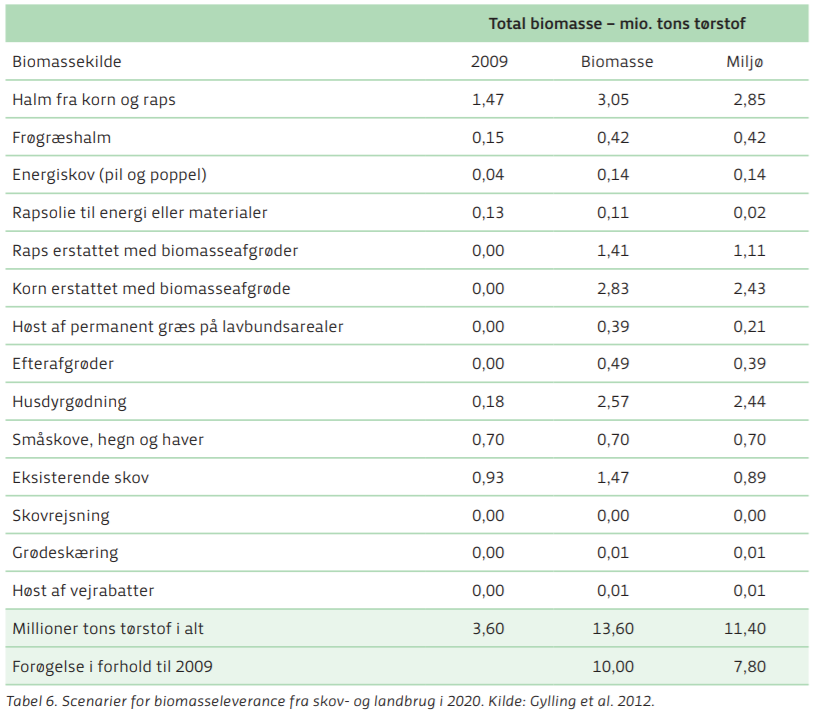 Total biomasse – mio. tons tørstof
Biomassekilde 2009 Biomasse Miljø
Halm fra korn og raps 1,47 3,05 2,85
Frøgræshalm 0,15 0,42 0,42
Energiskov (pil og poppel) 0,04 0,14 0,14
Rapsolie til energi eller materialer 0,13 0,11 0,02
Raps erstattet med biomasseafgrøder 0,00 1,41 1,11
Korn erstattet med biomasseafgrøde 0,00 2,83 2,43
Høst af permanent græs på lavbundsarealer 0,00 0,39 0,21
Efterafgrøder 0,00 0,49 0,39
Husdyrgødning 0,18 2,57 2,44
Småskove, hegn og haver 0,70 0,70 0,70
Eksisterende skov 0,93 1,47 0,89
Skovrejsning 0,00 0,00 0,00
Grødeskæring 0,00 0,01 0,01
Høst af vejrabatter 0,00 0,01 0,01
Millioner tons tørstof i alt 3,60 13,60 11,40
Forøgelse i forhold til 2009 10,00 7,80
Tabel 6. Scenarier for biomasseleverance fra skov- og landbrug i 2020. Kilde: Gylling et al. 2012.